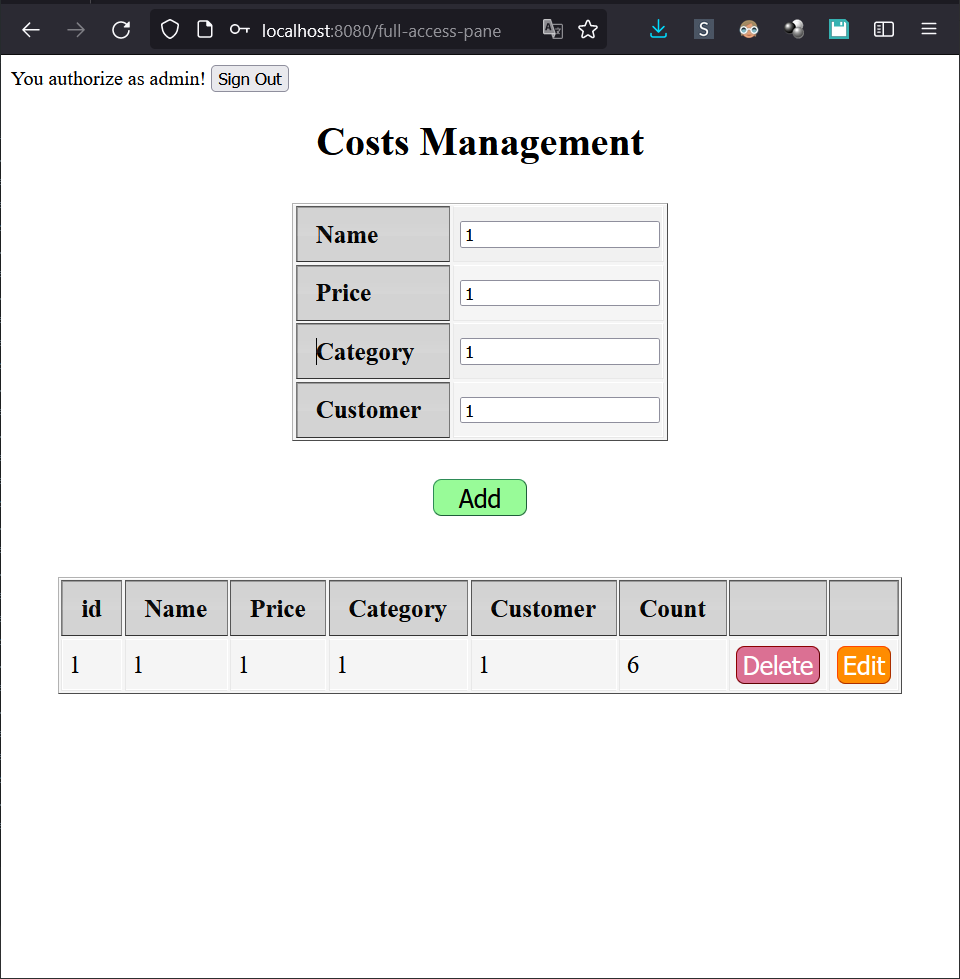 localhost:8080/full-access-pane
S
You authorize as admin! Sign Out
Costs Management
Name 1
Price 1
Category 1
Customer 1
Add
id Name Price Category Customer Count
1 1 1 1 1 6 Delete Edit